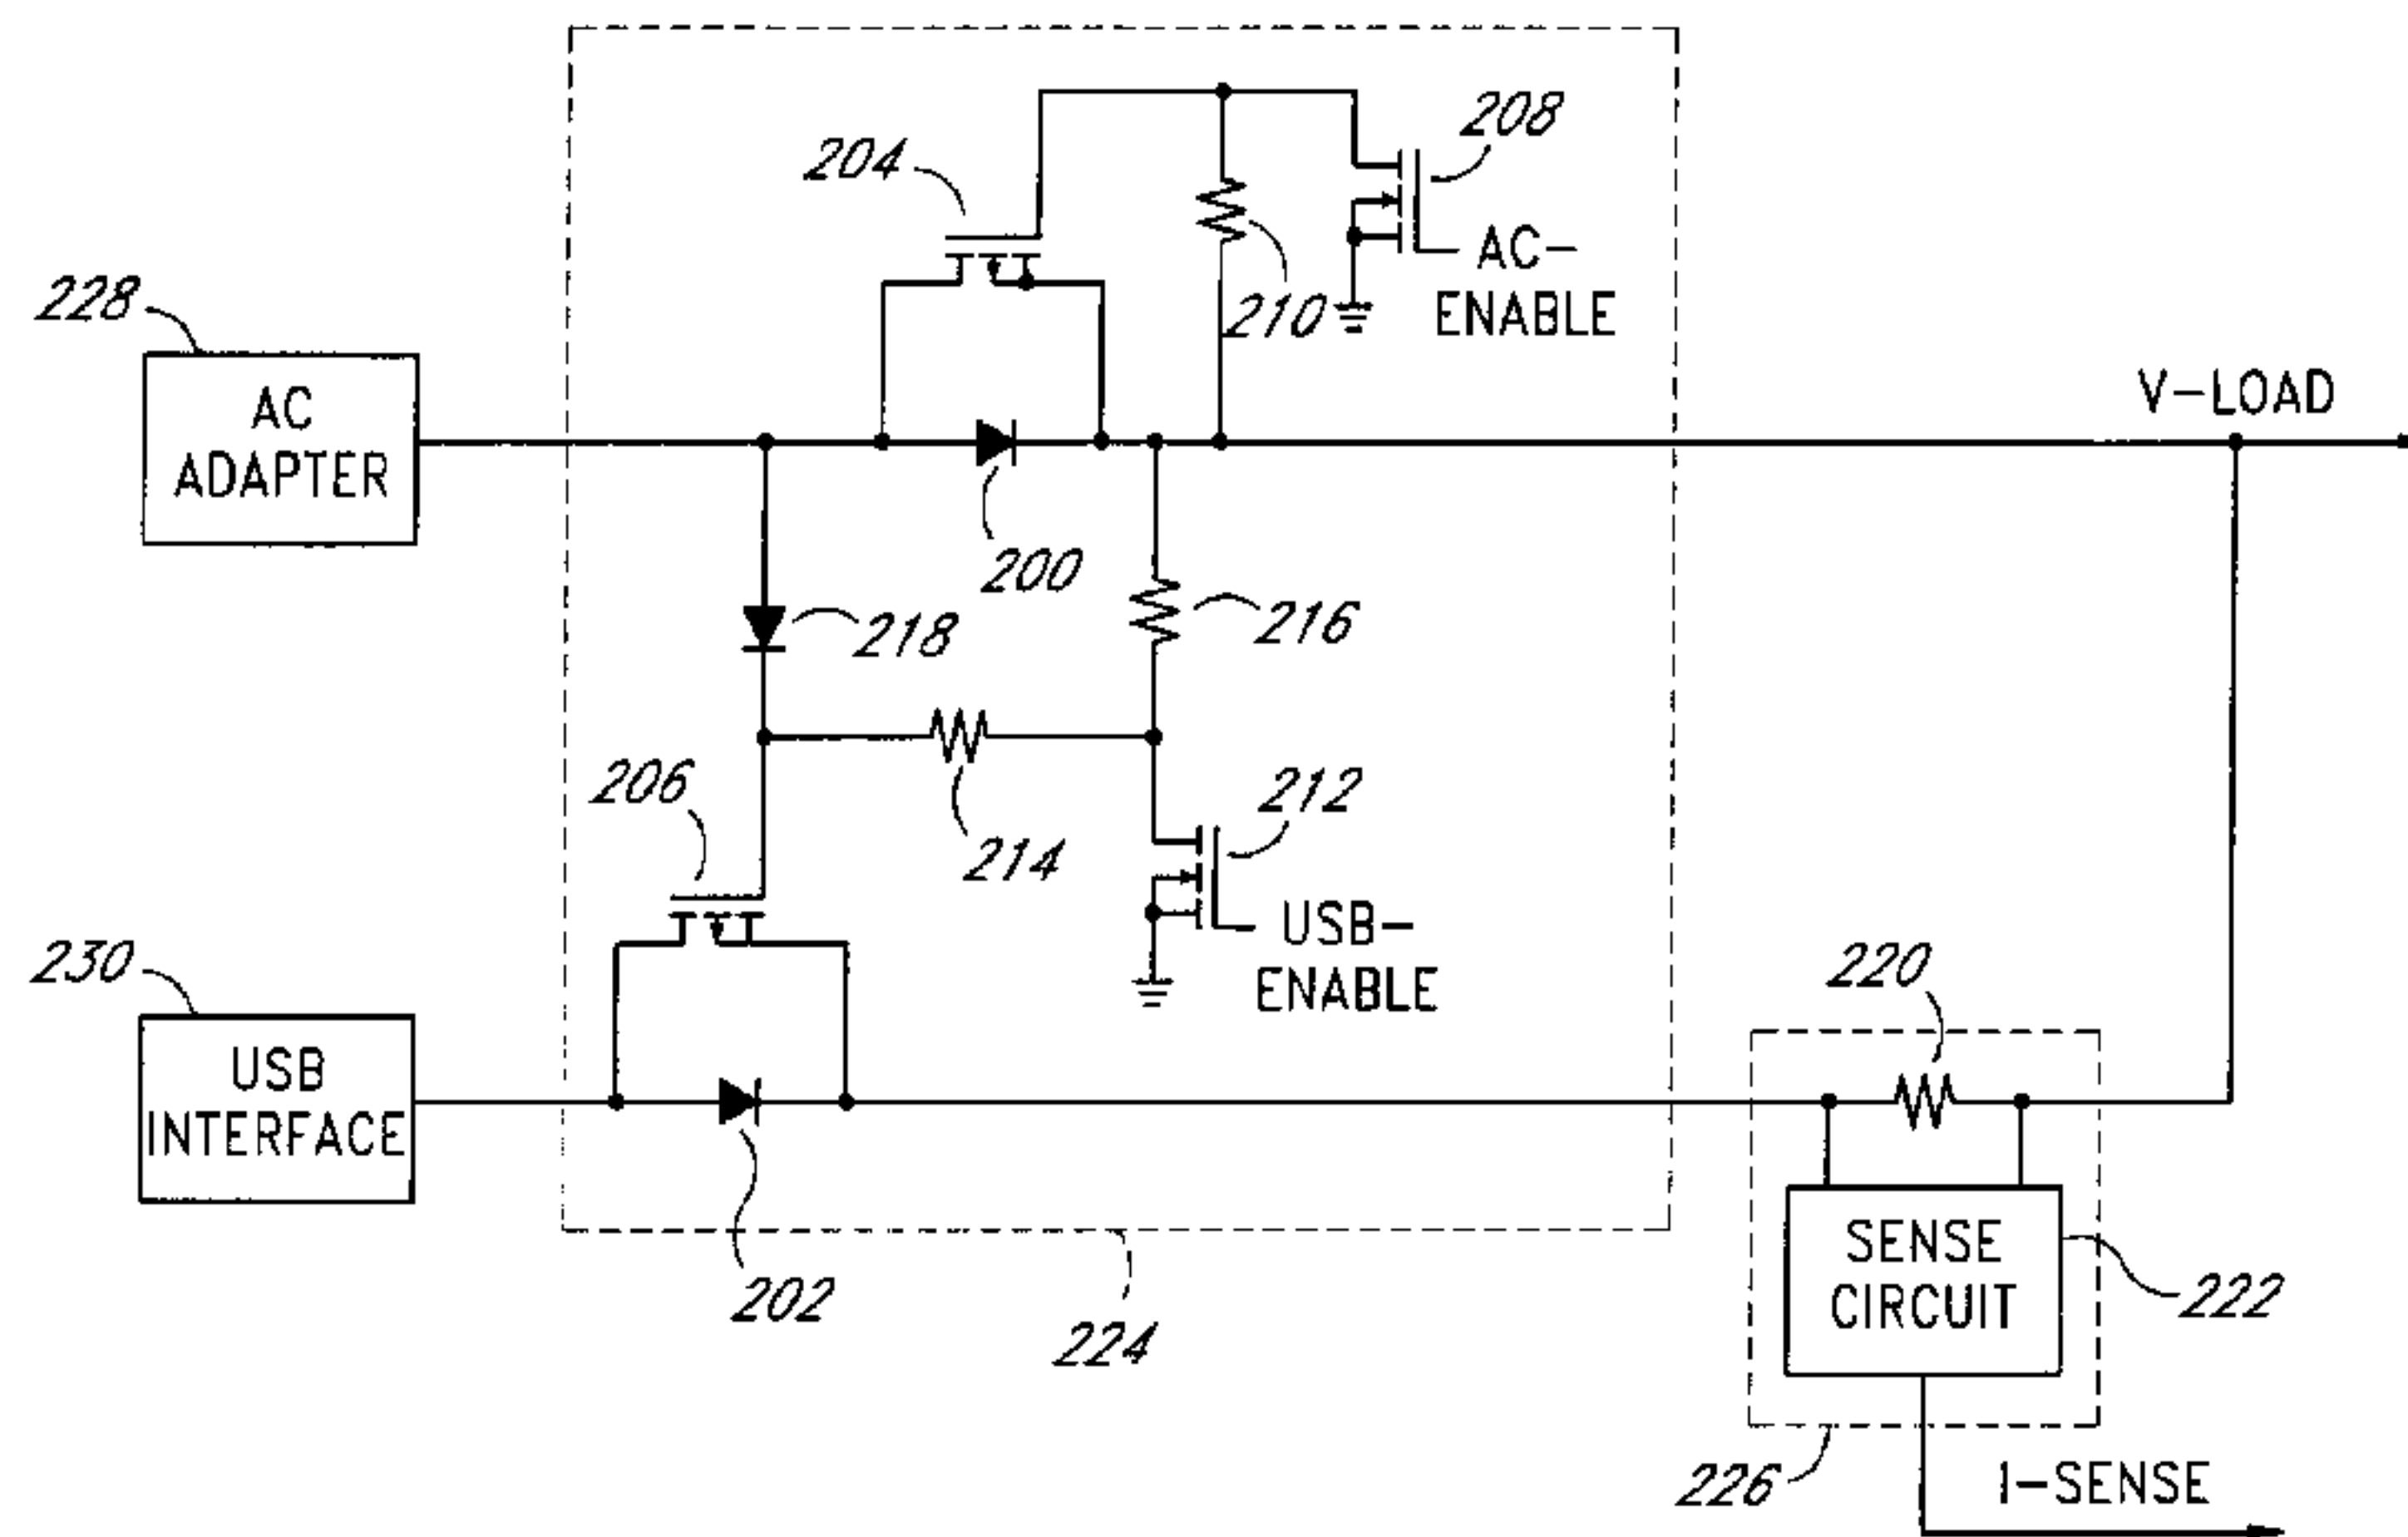 208
204
AC-
ENABLE
210
228
AC
ADAPTER
V-LOAD
200
218
216
206
214
212
USB-
ENABLE
230
USB
INTERFACE
220
202
224
SENSE
CIRCUIT
222
226
I-SENSE